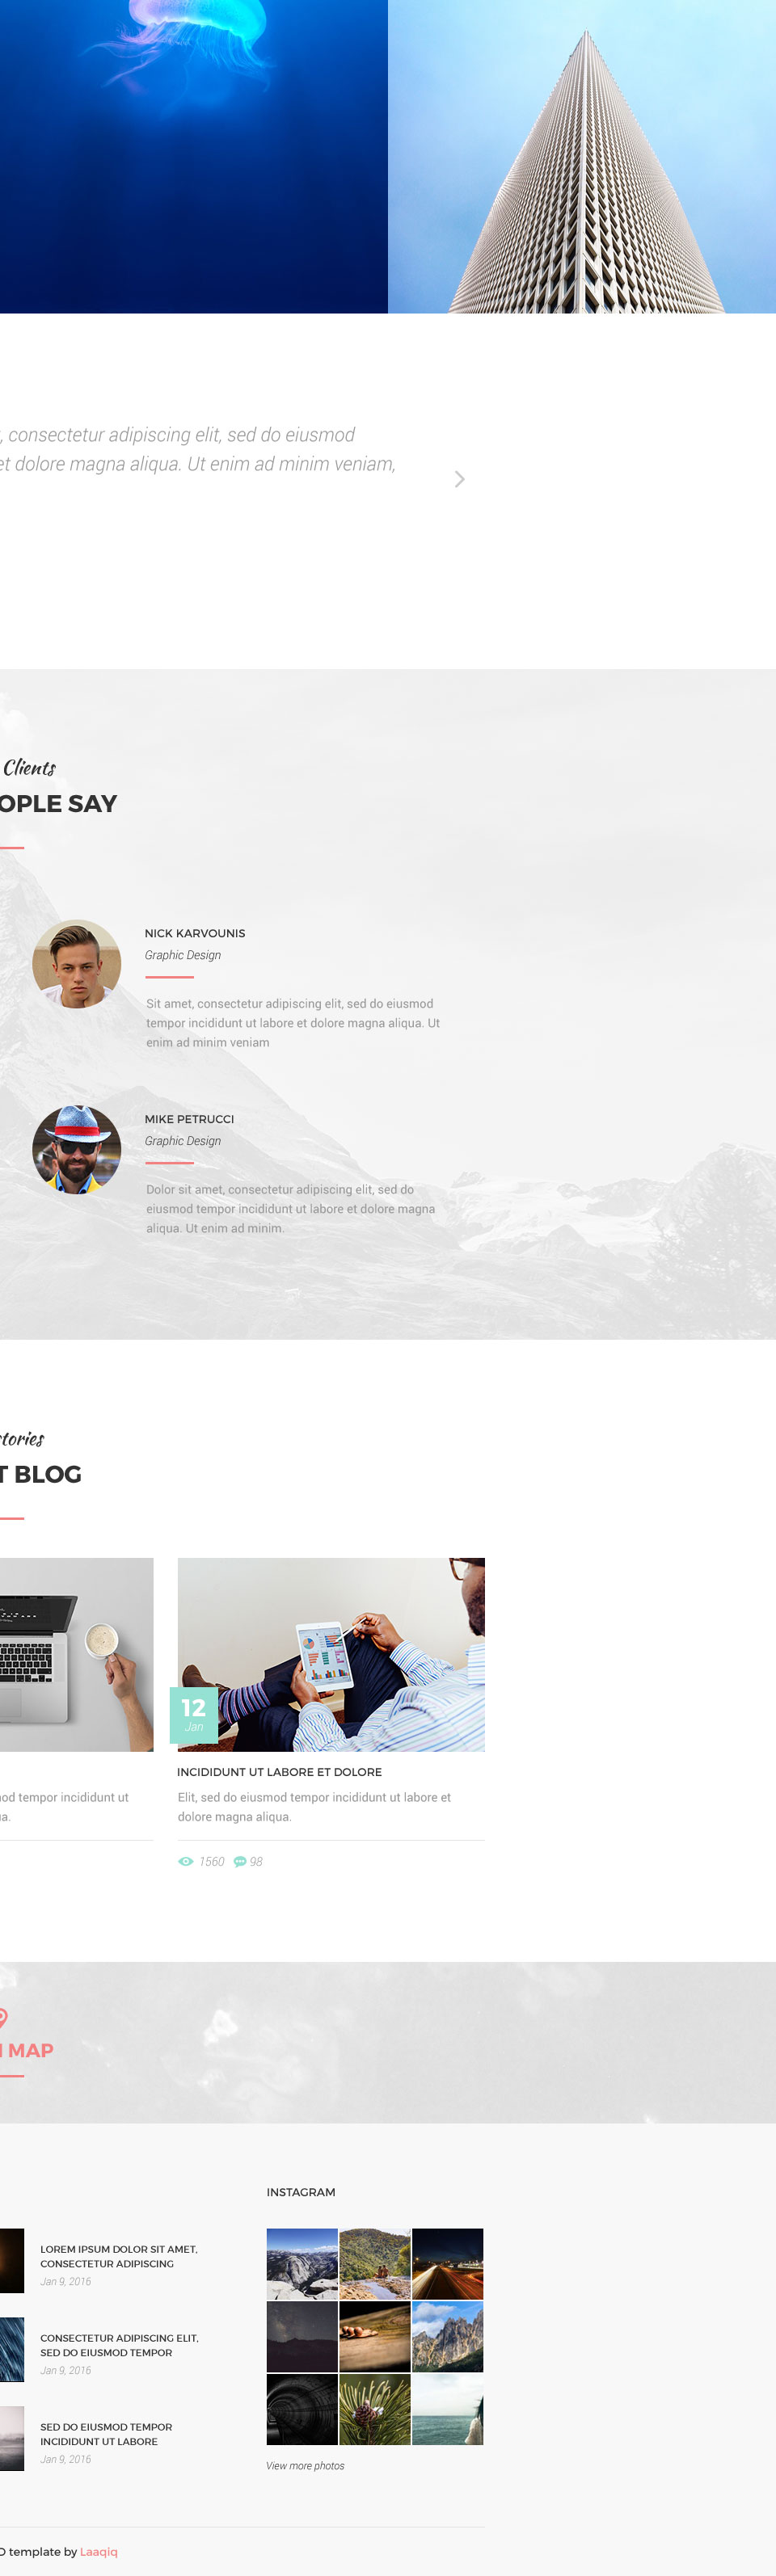 , consectetur adipiscing elit, sed do eiusmod
et dolore magna aliqua. Ut enim ad minim veniam,
Clients
OPLE SAY
NICK KARVOUNIS
Graphic Design
Sit amet, consectetur adipiscing elit, sed do eiusmod
tempor incididunt ut labore et dolore magna aliqua. Ut
enim ad minim veniam
MIKE PETRUCCI
Graphic Design
Dolor sit amet, consectetur adipiscing elit, sed do
eiusmod tempor incididunt ut labore et dolore magna
aliqua. Ut enim ad minim.
tories
T BLOG
12
Jan
INCIDIDUNT UT LABORE ET DOLORE
od tempor incididunt ut
a.
Elit, sed do eiusmod tempor incididunt ut labore et
dolore magna aliqua.
1560 98
MAP
INSTAGRAM
LOREM IPSUM DOLOR SIT AMET,
CONSECTETUR ADIPISCING
Jan 9, 2016
CONSECTETUR ADIPISCING ELIT,
SED DO EIUSMOD TEMPOR
Jan 9, 2016
SED DO EIUSMOD TEMPOR
INCIDIDUNT UT LABORE
Jan 9, 2016
View more photos
template by Laaqiq